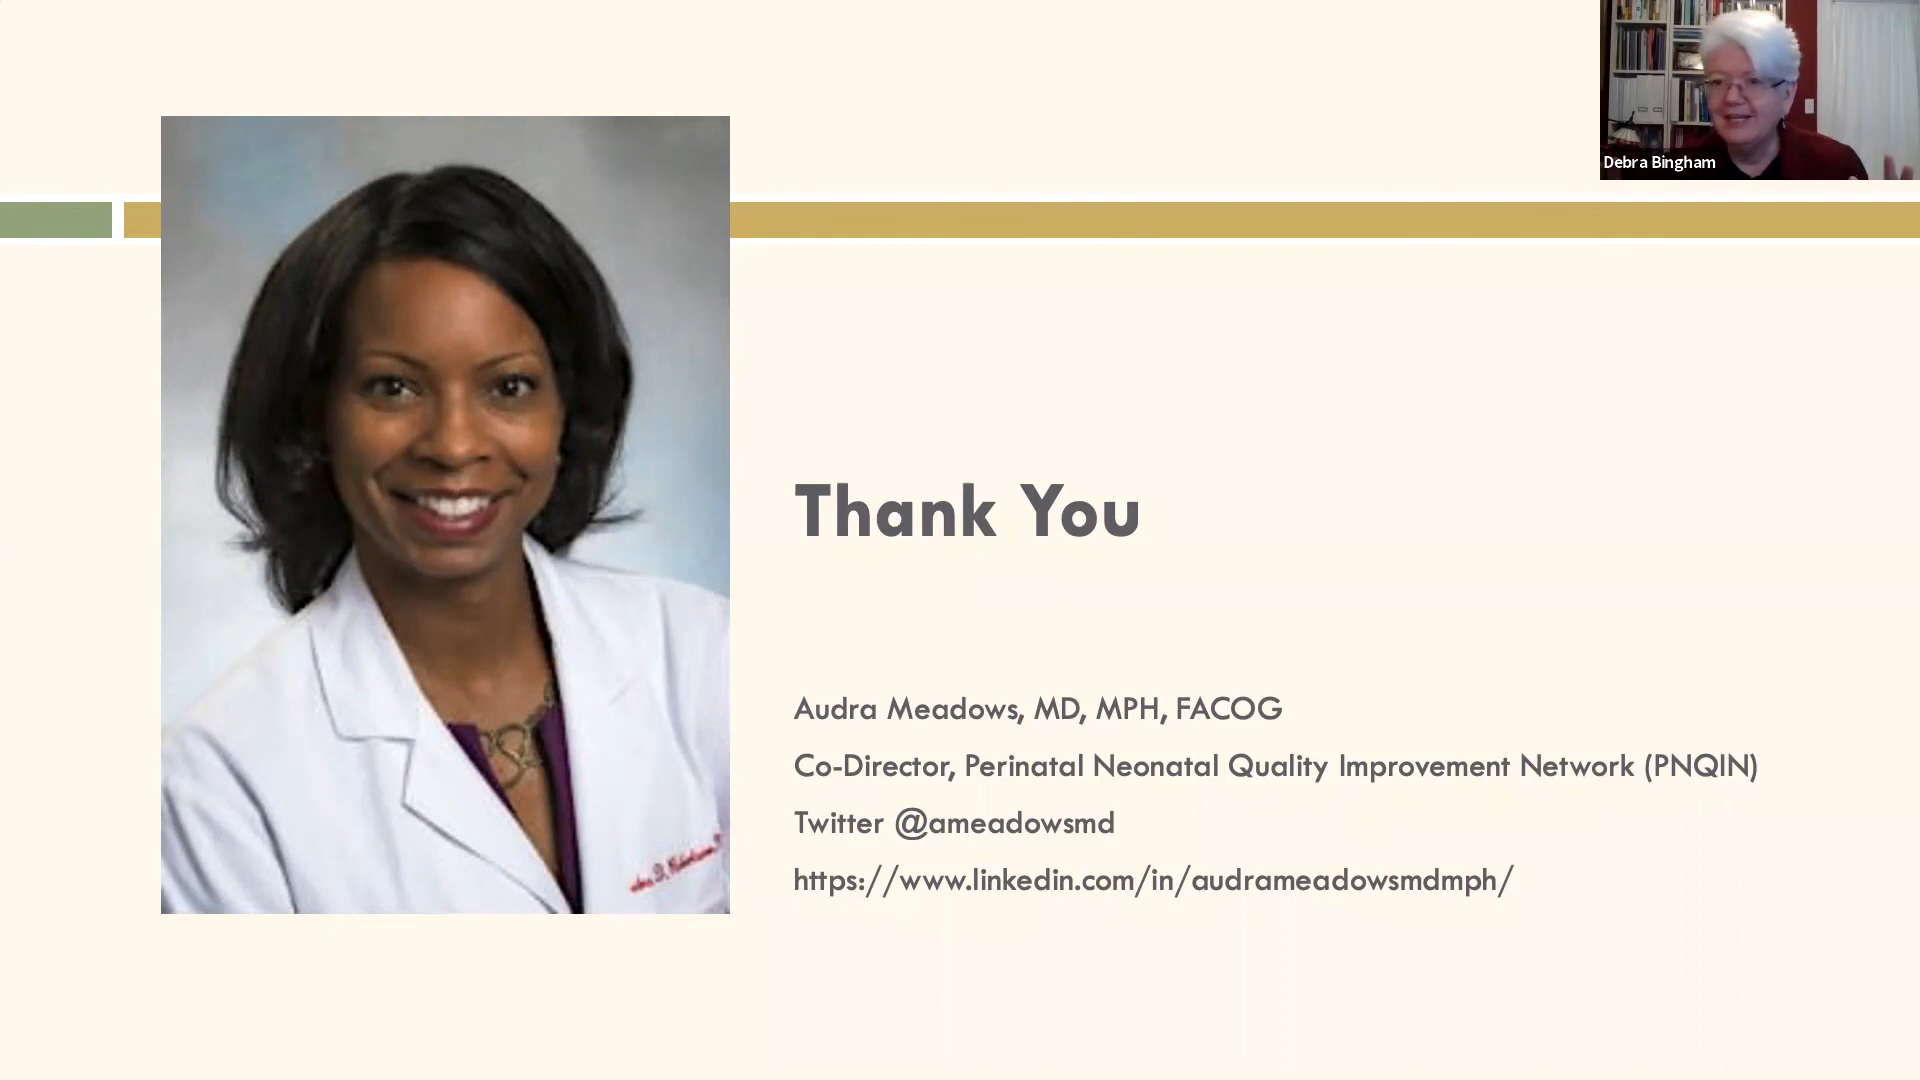 Debra Bingham
Thank You
Audra Meadows, MD, MPH, FACOG
Co-Director, Perinatal Neonatal Quality Improvement Network (PNQIN)
Twitter @ameadowsmd
https://www.linkedin.com/in/audrameadowsmdmph/